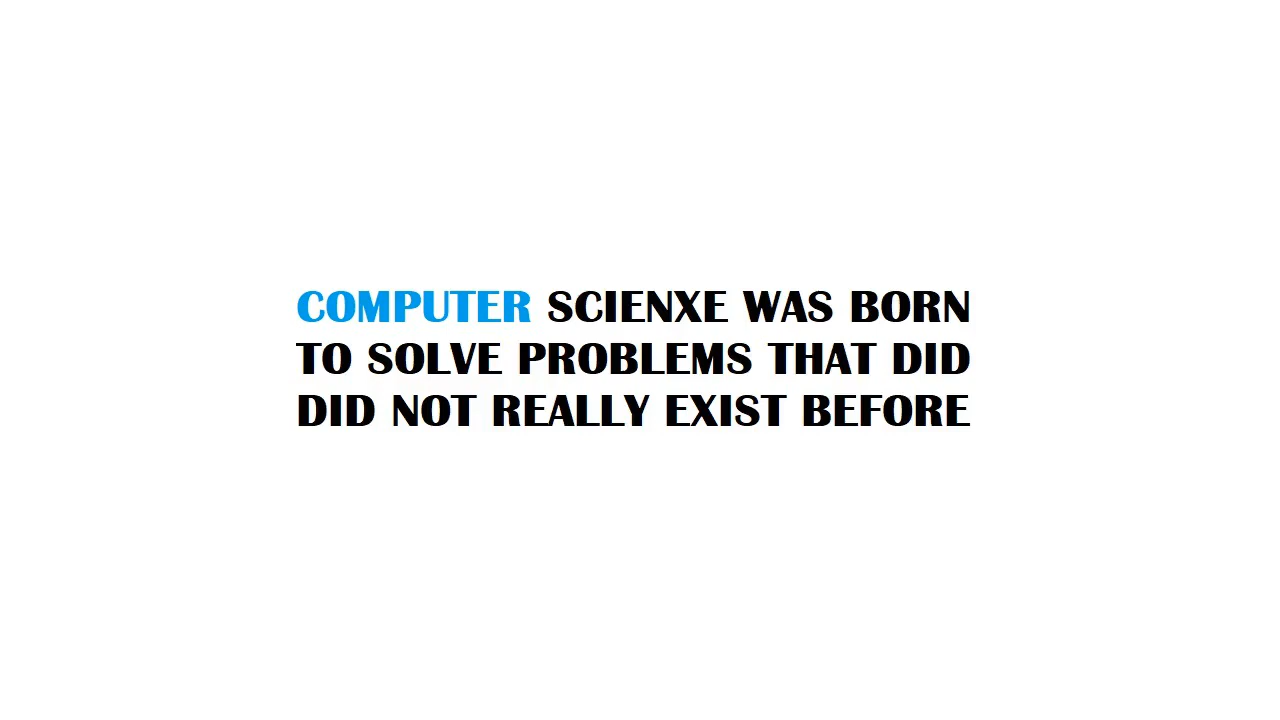 COMPUTER SCIENXE WAS BORN
TO SOLVE PROBLEMS THAT DID
DID NOT REALLY EXIST BEFORE